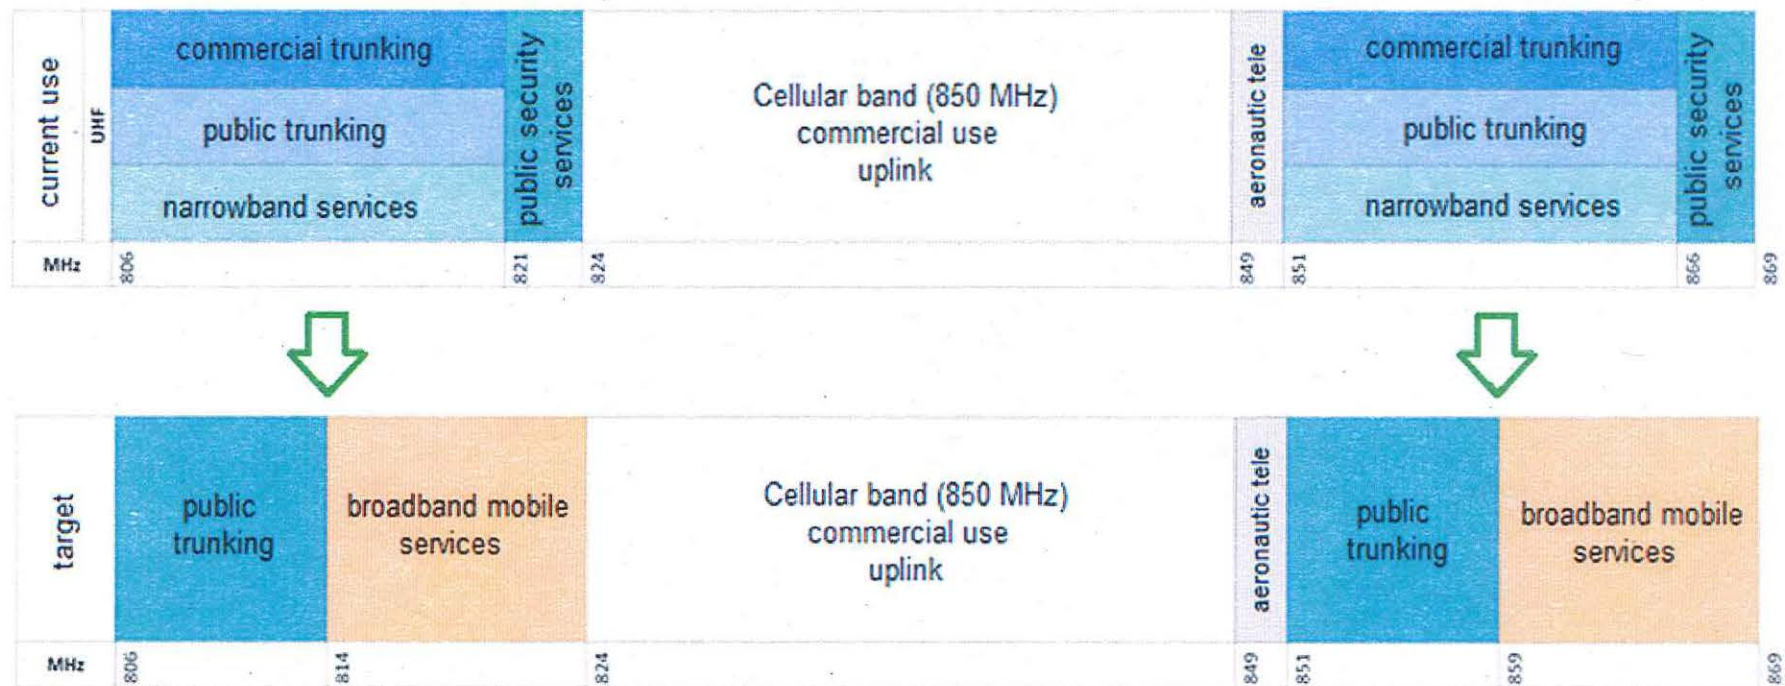 current use
UHF
commercial trunking
public trunking
narrowband services
public security
services
Cellular band (850 MHz)
commercial use
uplink
aeronautic tele
commercial trunking
public trunking
narrowband services
public security
services
MHz
806
821
824
849
851
866
869
target
public
trunking
broadband mobile
services
Cellular band (850 MHz)
commercial use
uplink
aeronautic tele
public
trunking
broadband mobile
services
MHz
806
814
824
849
851
859
869